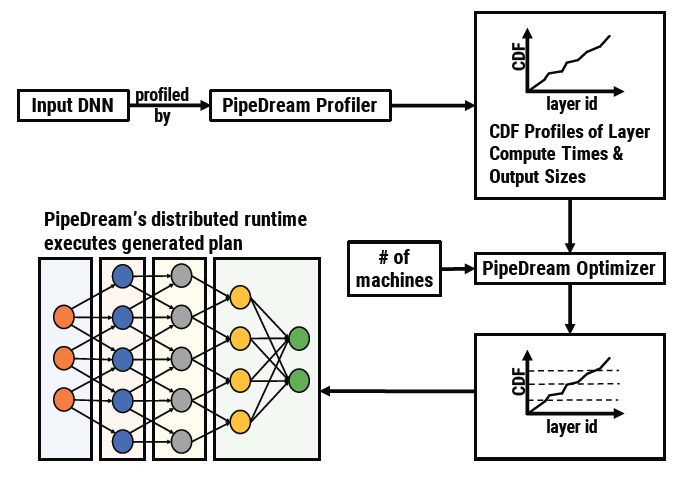 Input DNN
profiled
by
PipeDream Profiler
CDF
layer id
CDF Profiles of Layer
Compute Times &
Output Sizes
# of
machines
PipeDream Optimizer
CDF
layer id
PipeDream's distributed runtime
executes generated plan